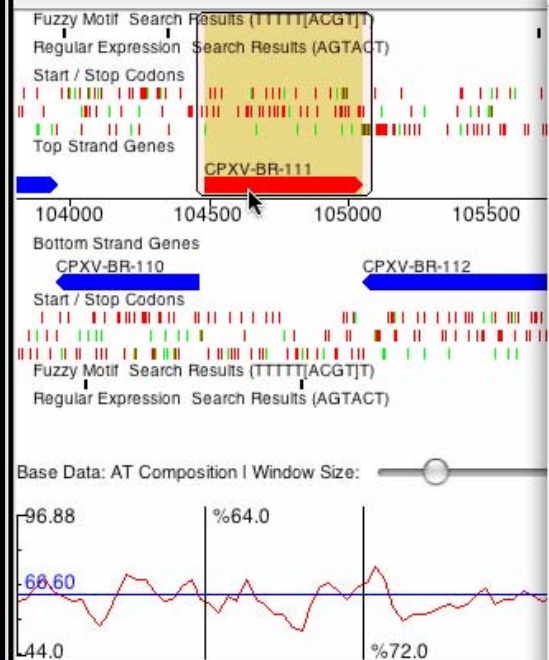 Fuzzy Motif Search Results (TTTTT[ACGT]T)
Regular Expression Search Results (AGTACT)
Start / Stop Codons
Top Strand Genes
CPXV-BR-111
104000 104500 105000 105500
Bottom Strand Genes
CPXV-BR-110 CPXV-BR-112
Start / Stop Codons
Fuzzy Motif Search Results (TTTTT[ACGT]T)
Regular Expression Search Results (AGTACT)
Base Data: AT Composition | Window Size:
96.88 %64.0
66.60
44.0 %72.0